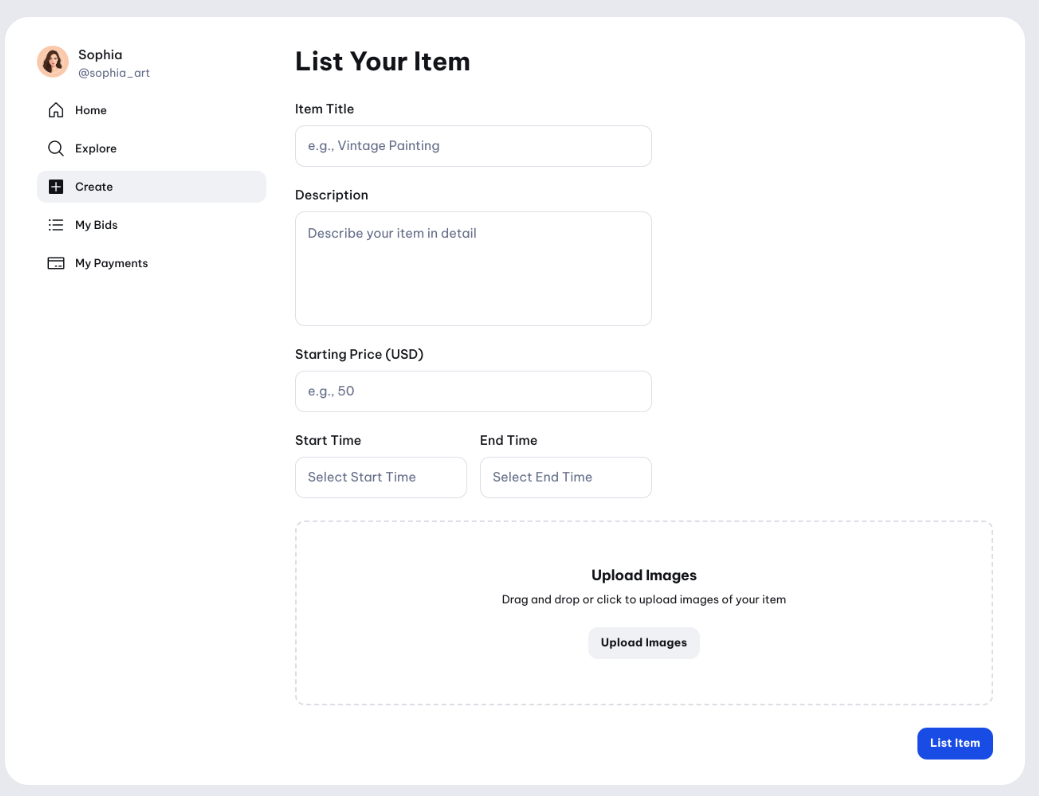 Sophia
@sophia_art
Home
Explore
Create
My Bids
My Payments
List Your Item
Item Title
e.g., Vintage Painting
Description
Describe your item in detail
Starting Price (USD)
e.g., 50
Start Time
End Time
Select Start Time
Select End Time
Upload Images
Drag and drop or click to upload images of your item
Upload Images
List Item